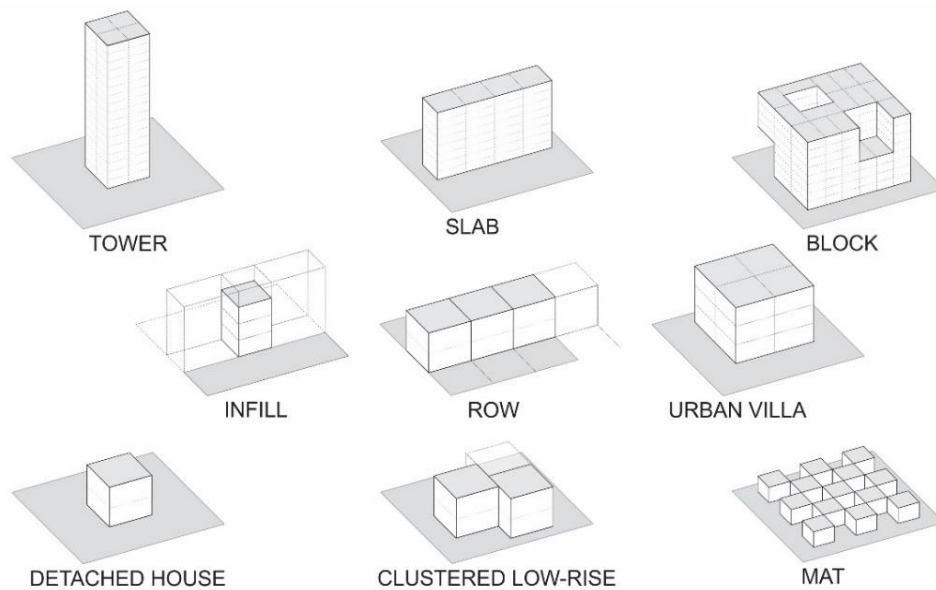 TOWER
SLAB
BLOCK
INFILL
ROW
URBAN VILLA
DETACHED HOUSE
CLUSTERED LOW-RISE
MAT